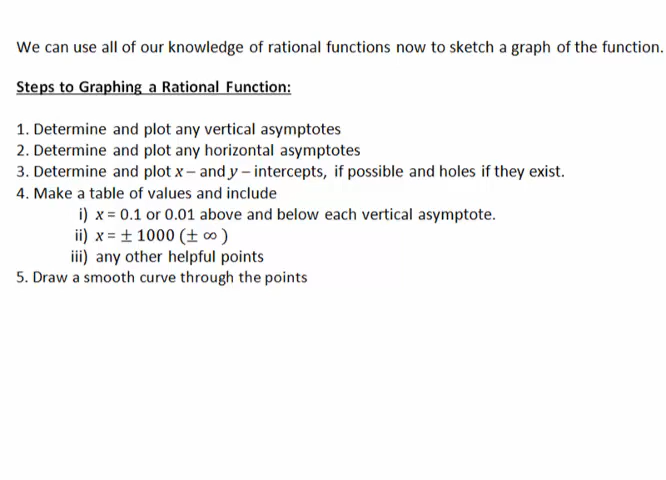 We can use all of our knowledge of rational functions now to sketch a graph of the function.
Steps to Graphing a Rational Function:
1. Determine and plot any vertical asymptotes
2. Determine and plot any horizontal asymptotes
3. Determine and plot x – and y – intercepts, if possible and holes if they exist.
4. Make a table of values and include
i) x = 0.1 or 0.01 above and below each vertical asymptote.
ii) x = ± 1000 (± ∞ )
iii) any other helpful points
5. Draw a smooth curve through the points